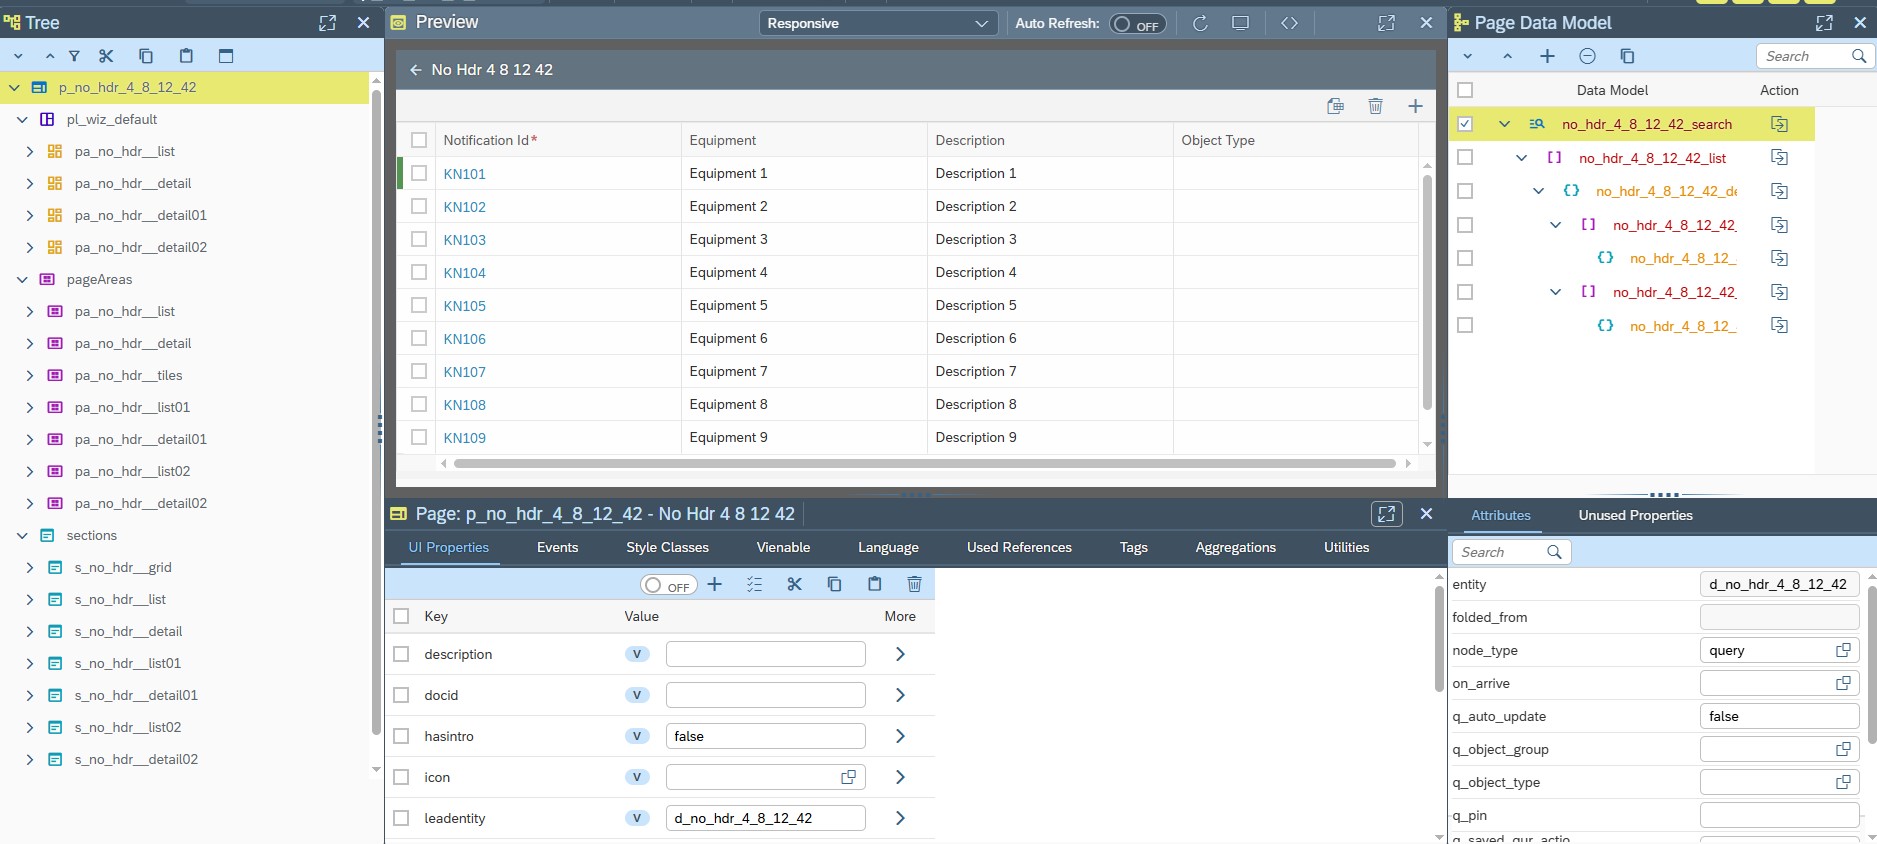 Tree
p_no_hdr_4_8_12_42
pl_wiz_default
pa_no_hdr__list
pa_no_hdr__detail
pa_no_hdr__detail01
pa_no_hdr__detail02
pageAreas
pa_no_hdr__list
pa_no_hdr__detail
pa_no_hdr__tiles
pa_no_hdr__list01
pa_no_hdr__detail01
pa_no_hdr__list02
pa_no_hdr__detail02
sections
s_no_hdr__grid
s_no_hdr__list
s_no_hdr__detail
s_no_hdr__list01
s_no_hdr__detail01
s_no_hdr__list02
s_no_hdr__detail02
Preview Responsive Auto Refresh: OFF
No Hdr 4 8 12 42
Notification Id* Equipment Description Object Type
KN101 Equipment 1 Description 1
KN102 Equipment 2 Description 2
KN103 Equipment 3 Description 3
KN104 Equipment 4 Description 4
KN105 Equipment 5 Description 5
KN106 Equipment 6 Description 6
KN107 Equipment 7 Description 7
KN108 Equipment 8 Description 8
KN109 Equipment 9 Description 9
Page: p_no_hdr_4_8_12_42 - No Hdr 4 8 12 42
UI Properties Events Style Classes Vienable Language Used References Tags Aggregations Utilities
OFF
Key Value More
description V
docid V
hasintro V false
icon V
leadentity V d_no_hdr_4_8_12_42
Page Data Model
Search
Data Model Action
no_hdr_4_8_12_42_search
no_hdr_4_8_12_42_list
no_hdr_4_8_12_42_de
no_hdr_4_8_12_42_
no_hdr_4_8_12_
no_hdr_4_8_12_42_
no_hdr_4_8_12_
Attributes Unused Properties
Search
entity d_no_hdr_4_8_12_42
folded_from
node_type query
on_arrive
q_auto_update false
q_object_group
q_object_type
q_pin
q_saved_qur_actio